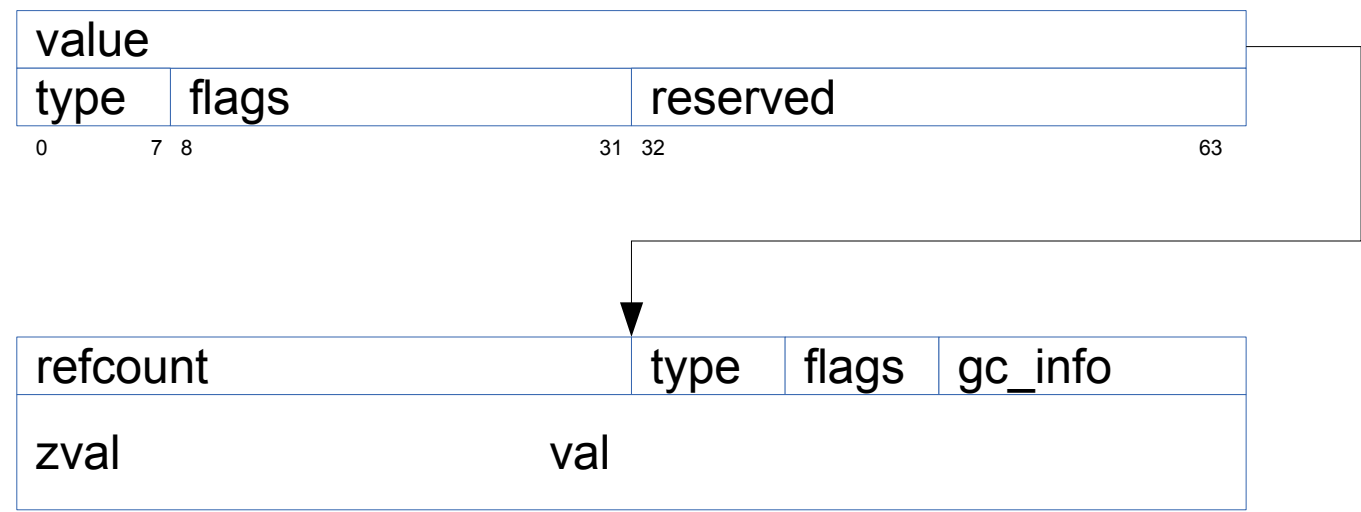 value
type flags reserved
0 7 8 31 32 63
refcount type flags gc_info
zval val